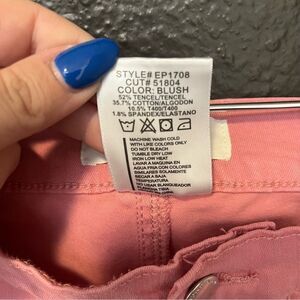 STYLE# EP1708
CUT# 51804
COLOR: BLUSH
52% TENCEL/TENCEL
35.7% COTTON/ALGODON
10.5% T400/T400
1.8% SPANDEX/ELASTANO
MACHINE WASH COLD
WITH LIKE COLORS ONLY
DO NOT BLEACH
TUMBLE DRY LOW
IRON LOW HEAT
LAVAR A MAQUINA EN
AGUA FRIA CON COLORES
SIMILARES SOLAMENTE
A BAJA
TEMPERATURA
NO USAR BLANQUEADOR